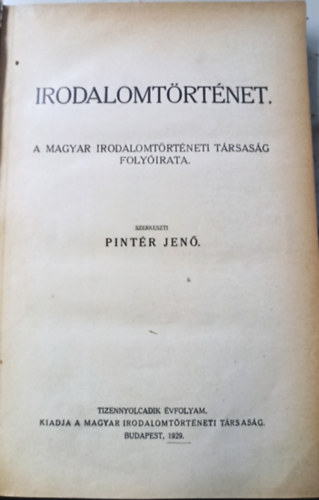 IRODALOMTÖRTÉNET.
A MAGYAR IRODALOMTÖRTÉNETI TÁRSASÁG
FOLYÓIRATA.
SZERKESZTI
PINTÉR JENŐ.
TIZENNYOLCADIK ÉVFOLYAM.
KIADJA A MAGYAR IRODALOMTÖRTÉNETI TÁRSASÁG.
BUDAPEST, 1929.